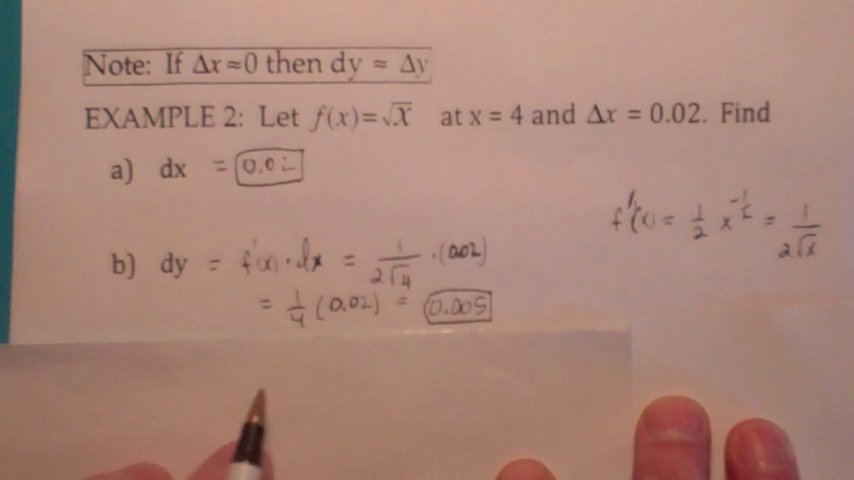 Note: If Δx≈0 then dy ≈ Δy
EXAMPLE 2: Let f(x)=√x at x = 4 and Δx = 0.02. Find
a) dx = 0.02
f'(x) = 1/2 x^-1/2 = 1/(2√x)
b) dy = f'(x)·dx = 1/(2√4) · (0.02)
= 1/4 (0.02) = 0.005